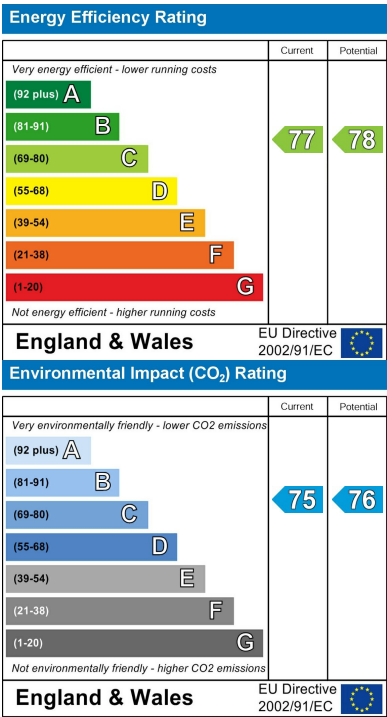 Energy Efficiency Rating
Current Potential
Very energy efficient - lower running costs
(92 plus) A
(81-91) B
(69-80) C
(55-68) D
(39-54) E
(21-38) F
(1-20) G
77 78
Not energy efficient - higher running costs
England & Wales
EU Directive
2002/91/EC
Environmental Impact (CO₂) Rating
Current Potential
Very environmentally friendly - lower CO2 emissions
(92 plus) A
(81-91) B
(69-80) C
(55-68) D
(39-54) E
(21-38) F
(1-20) G
75 76
Not environmentally friendly - higher CO2 emissions
England & Wales
EU Directive
2002/91/EC